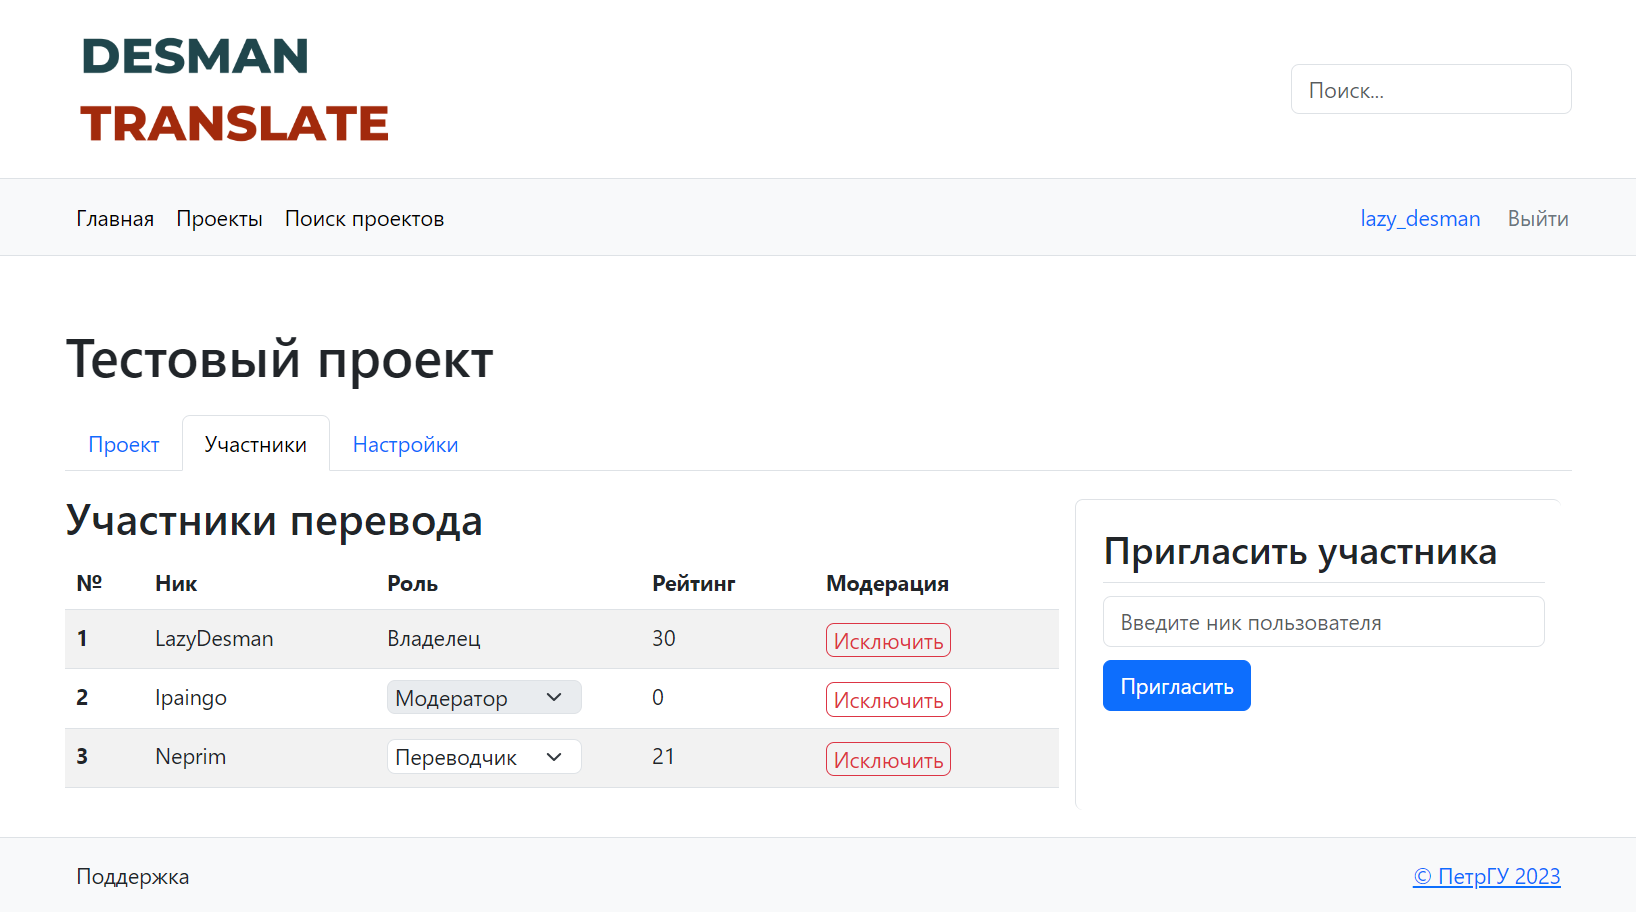 DESMAN
TRANSLATE
Поиск...
Главная Проекты Поиск проектов lazy_desman Выйти
Тестовый проект
Проект Участники Настройки
Участники перевода
№ Ник Роль Рейтинг Модерация
1 LazyDesman Владелец 30 Исключить
2 Ipaingo Модератор 0 Исключить
3 Neprim Переводчик 21 Исключить
Пригласить участника
Введите ник пользователя
Пригласить
Поддержка © ПетрГУ 2023